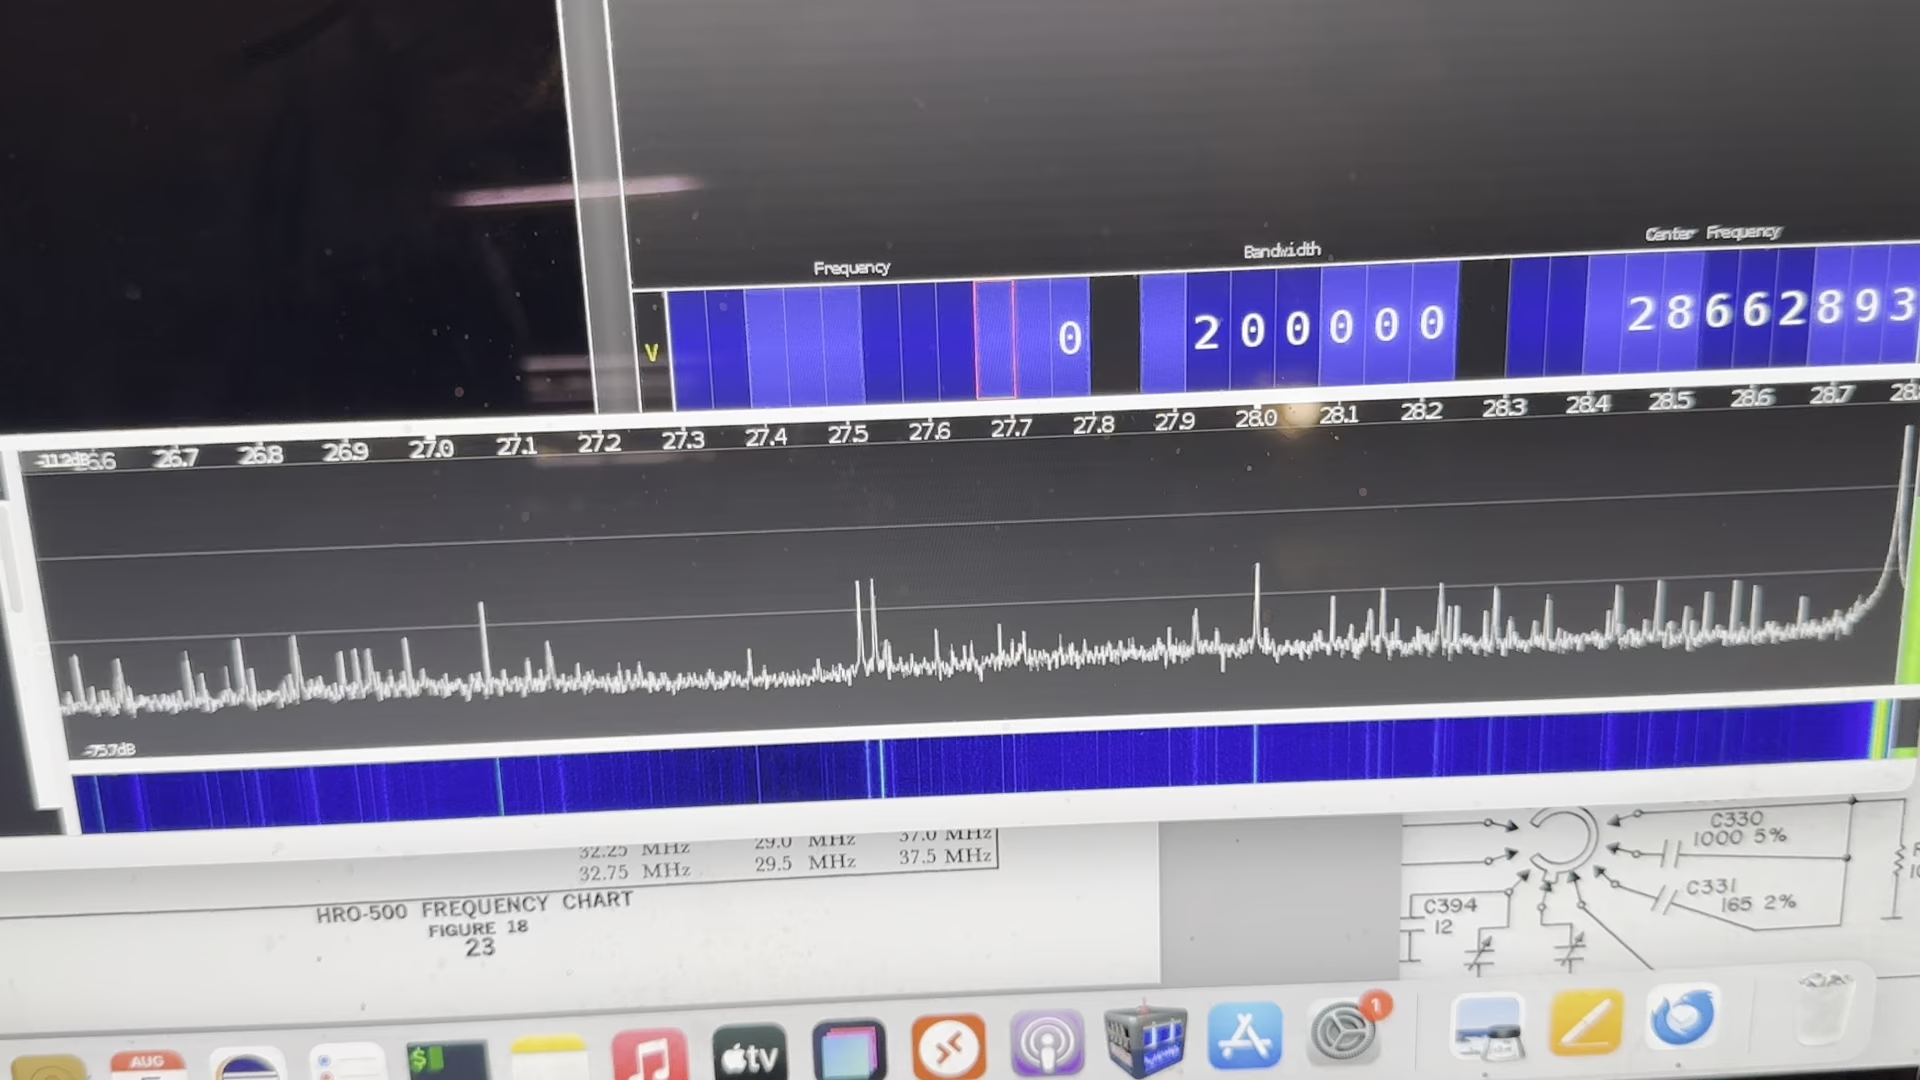 Frequency
Bandwidth
Center Frequency
V
0
200000
28662893
-11.2dB
26.7
26.8
26.9
27.0
27.1
27.2
27.3
27.4
27.5
27.6
27.7
27.8
27.9
28.0
28.1
28.2
28.3
28.4
28.5
28.6
28.7
-75.7dB
32.25 MHz 29.0 MHz 37.0 MHz
32.75 MHz 29.5 MHz 37.5 MHz
HRO-500 FREQUENCY CHART
FIGURE 18
23
C330
1000 5%
C331
165 2%
C394
12
AUG
$
tv
1